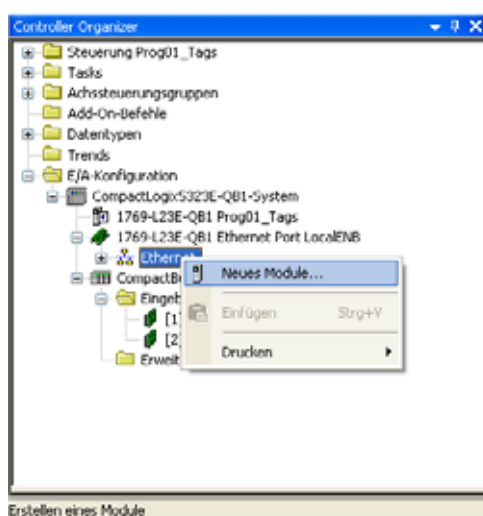 Controller Organizer
Steuerung Prog01_Tags
Tasks
Achssteuerungsgruppen
Add-On-Befehle
Datentypen
Trends
E/A-Konfiguration
CompactLogix5323E-QB1-System
1769-L23E-QB1 Prog01_Tags
1769-L23E-QB1 Ethernet Port LocalENB
Ethernet
CompactB
Neues Module...
Eingeb
[1]
Einfügen Strg+V
[2]
Erweit
Drucken
Erstellen eines Module